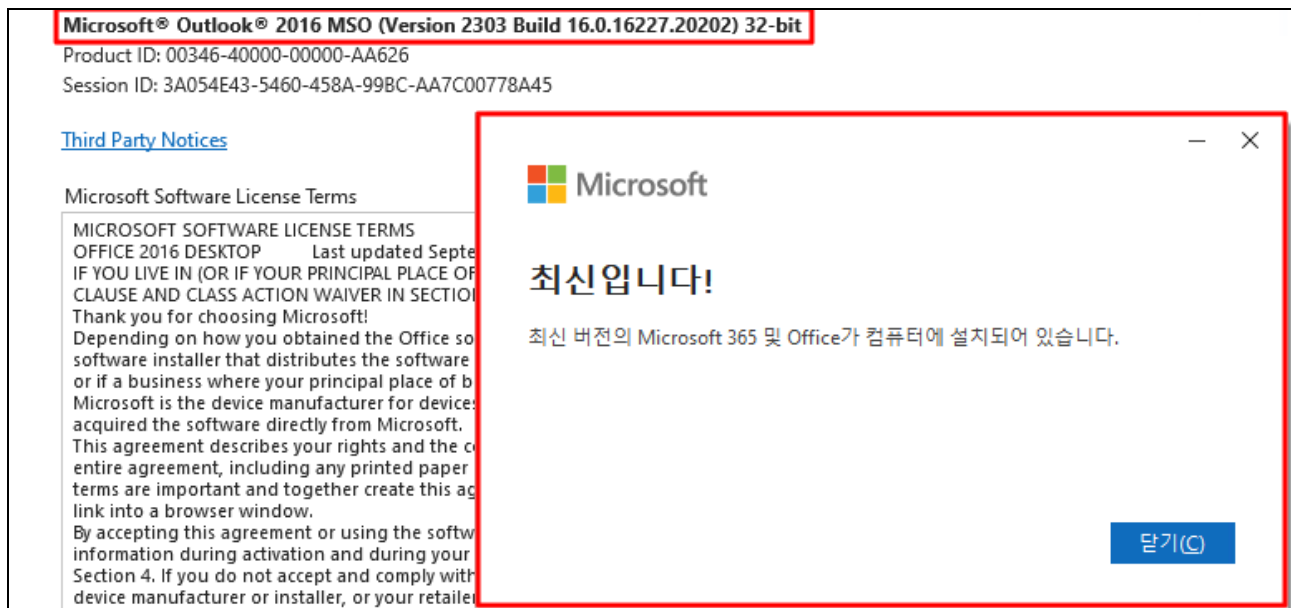 Microsoft® Outlook® 2016 MSO (Version 2303 Build 16.0.16227.20202) 32-bit
Product ID: 00346-40000-00000-AA626
Session ID: 3A054E43-5460-458A-99BC-AA7C00778A45
Third Party Notices
Microsoft Software License Terms
MICROSOFT SOFTWARE LICENSE TERMS
OFFICE 2016 DESKTOP Last updated Septe
IF YOU LIVE IN (OR IF YOUR PRINCIPAL PLACE OF
CLAUSE AND CLASS ACTION WAIVER IN SECTIO
Thank you for choosing Microsoft!
Depending on how you obtained the Office so
software installer that distributes the software
or if a business where your principal place of b
Microsoft is the device manufacturer for devices
acquired the software directly from Microsoft.
This agreement describes your rights and the co
entire agreement, including any printed paper
terms are important and together create this ag
link into a browser window.
By accepting this agreement or using the softw
information during activation and during your
Section 4. If you do not accept and comply with
device manufacturer or installer, or your retailer
Microsoft
최신입니다!
최신 버전의 Microsoft 365 및 Office가 컴퓨터에 설치되어 있습니다.
닫기(C)